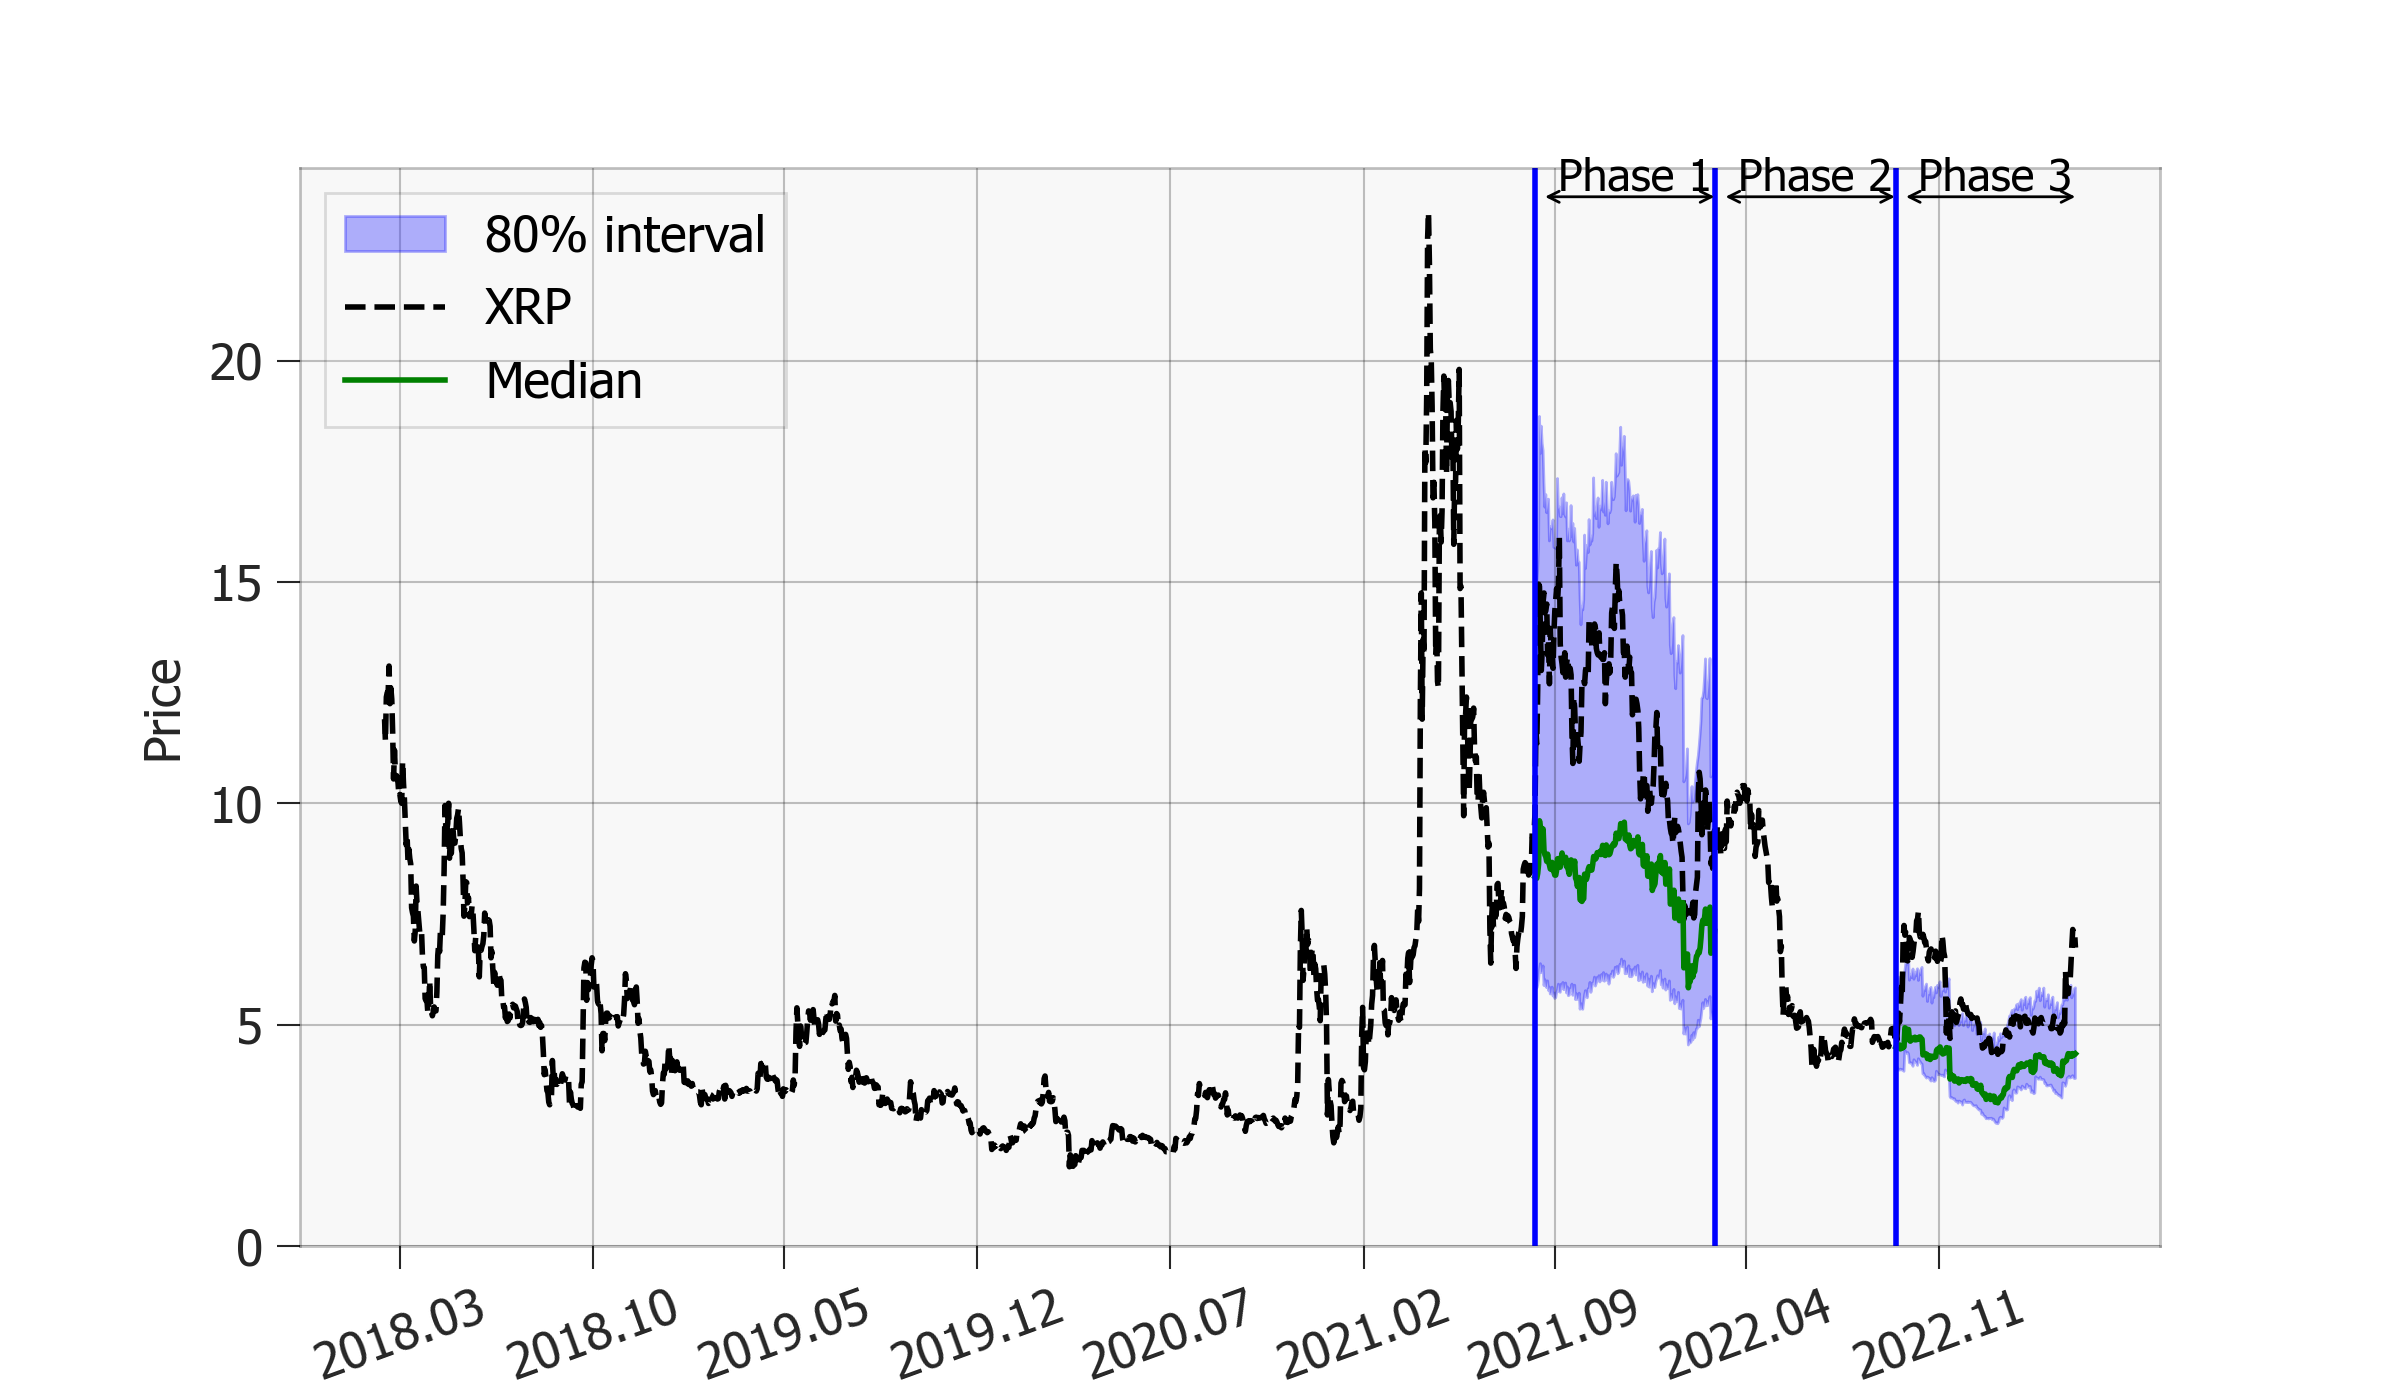 Phase 1
Phase 2
Phase 3
80% interval
XRP
Median
20
15
10
5
0
Price
2018.03
2018.10
2019.05
2019.12
2020.07
2021.02
2021.09
2022.04
2022.11